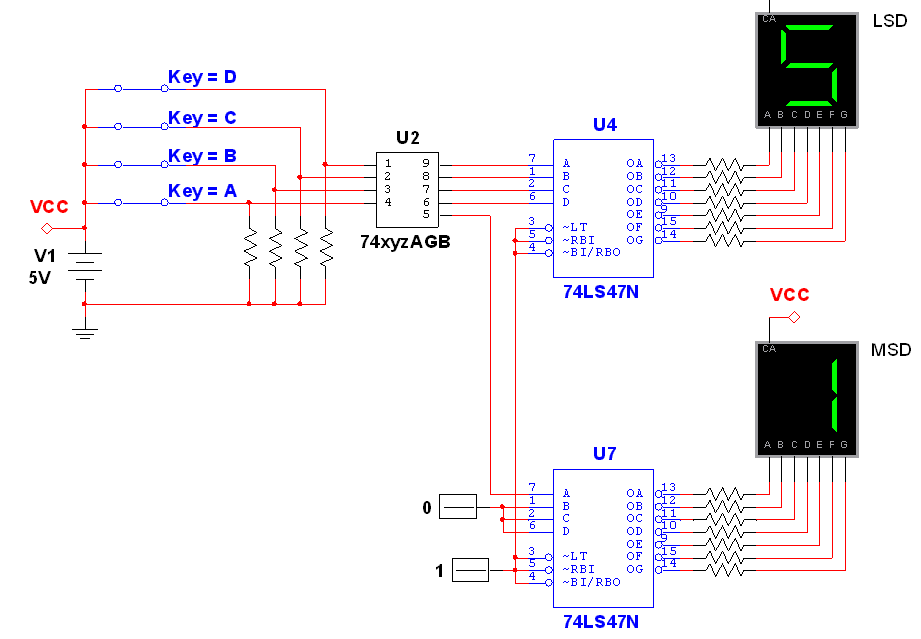 CA
LSD
A B C D E F G
Key = D
Key = C
Key = B
Key = A
VCC
V1
5V
U2
1 9
2 8
3 7
4 6
5
74xyzAGB
U4
7 A OA 13
1 B OB 12
2 C OC 11
6 D OD 10
OE 9
3 ~LT OF 15
5 ~RBI OG 14
4 ~BI/RBO
74LS47N
VCC
CA
MSD
A B C D E F G
U7
0
1
7 A OA 13
1 B OB 12
2 C OC 11
6 D OD 10
OE 9
3 ~LT OF 15
5 ~RBI OG 14
4 ~BI/RBO
74LS47N
5
1